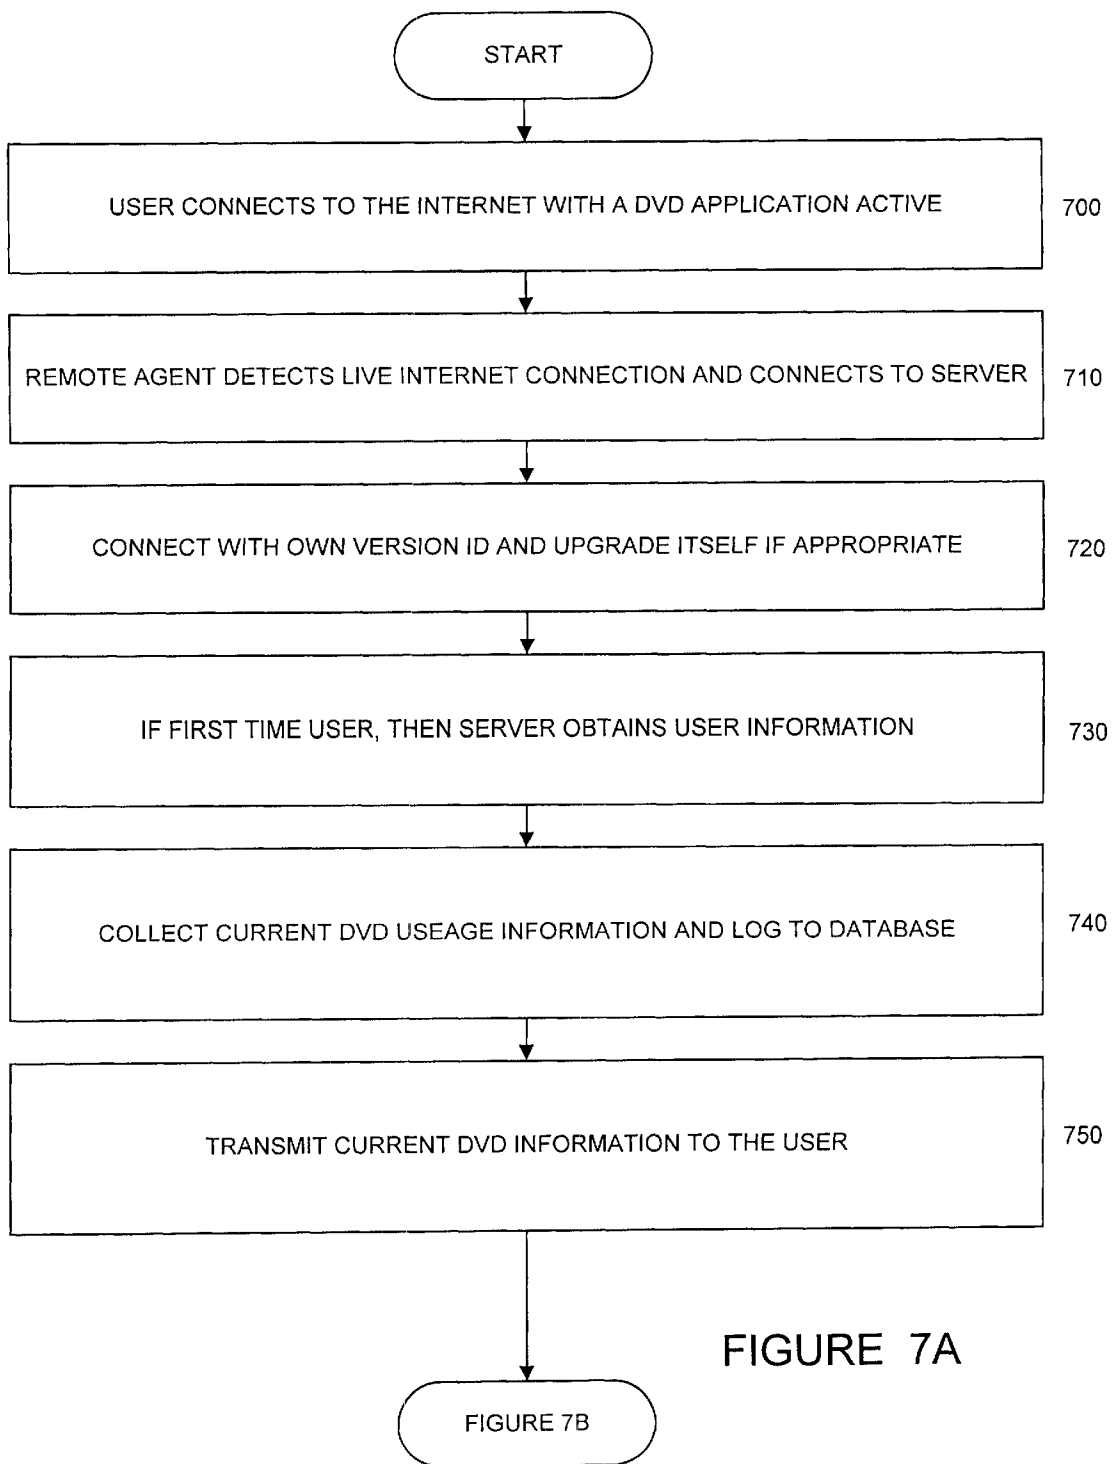 START
USER CONNECTS TO THE INTERNET WITH A DVD APPLICATION ACTIVE
700
REMOTE AGENT DETECTS LIVE INTERNET CONNECTION AND CONNECTS TO SERVER
710
CONNECT WITH OWN VERSION ID AND UPGRADE ITSELF IF APPROPRIATE
720
IF FIRST TIME USER, THEN SERVER OBTAINS USER INFORMATION
730
COLLECT CURRENT DVD USEAGE INFORMATION AND LOG TO DATABASE
740
TRANSMIT CURRENT DVD INFORMATION TO THE USER
750
FIGURE 7A
FIGURE 7B